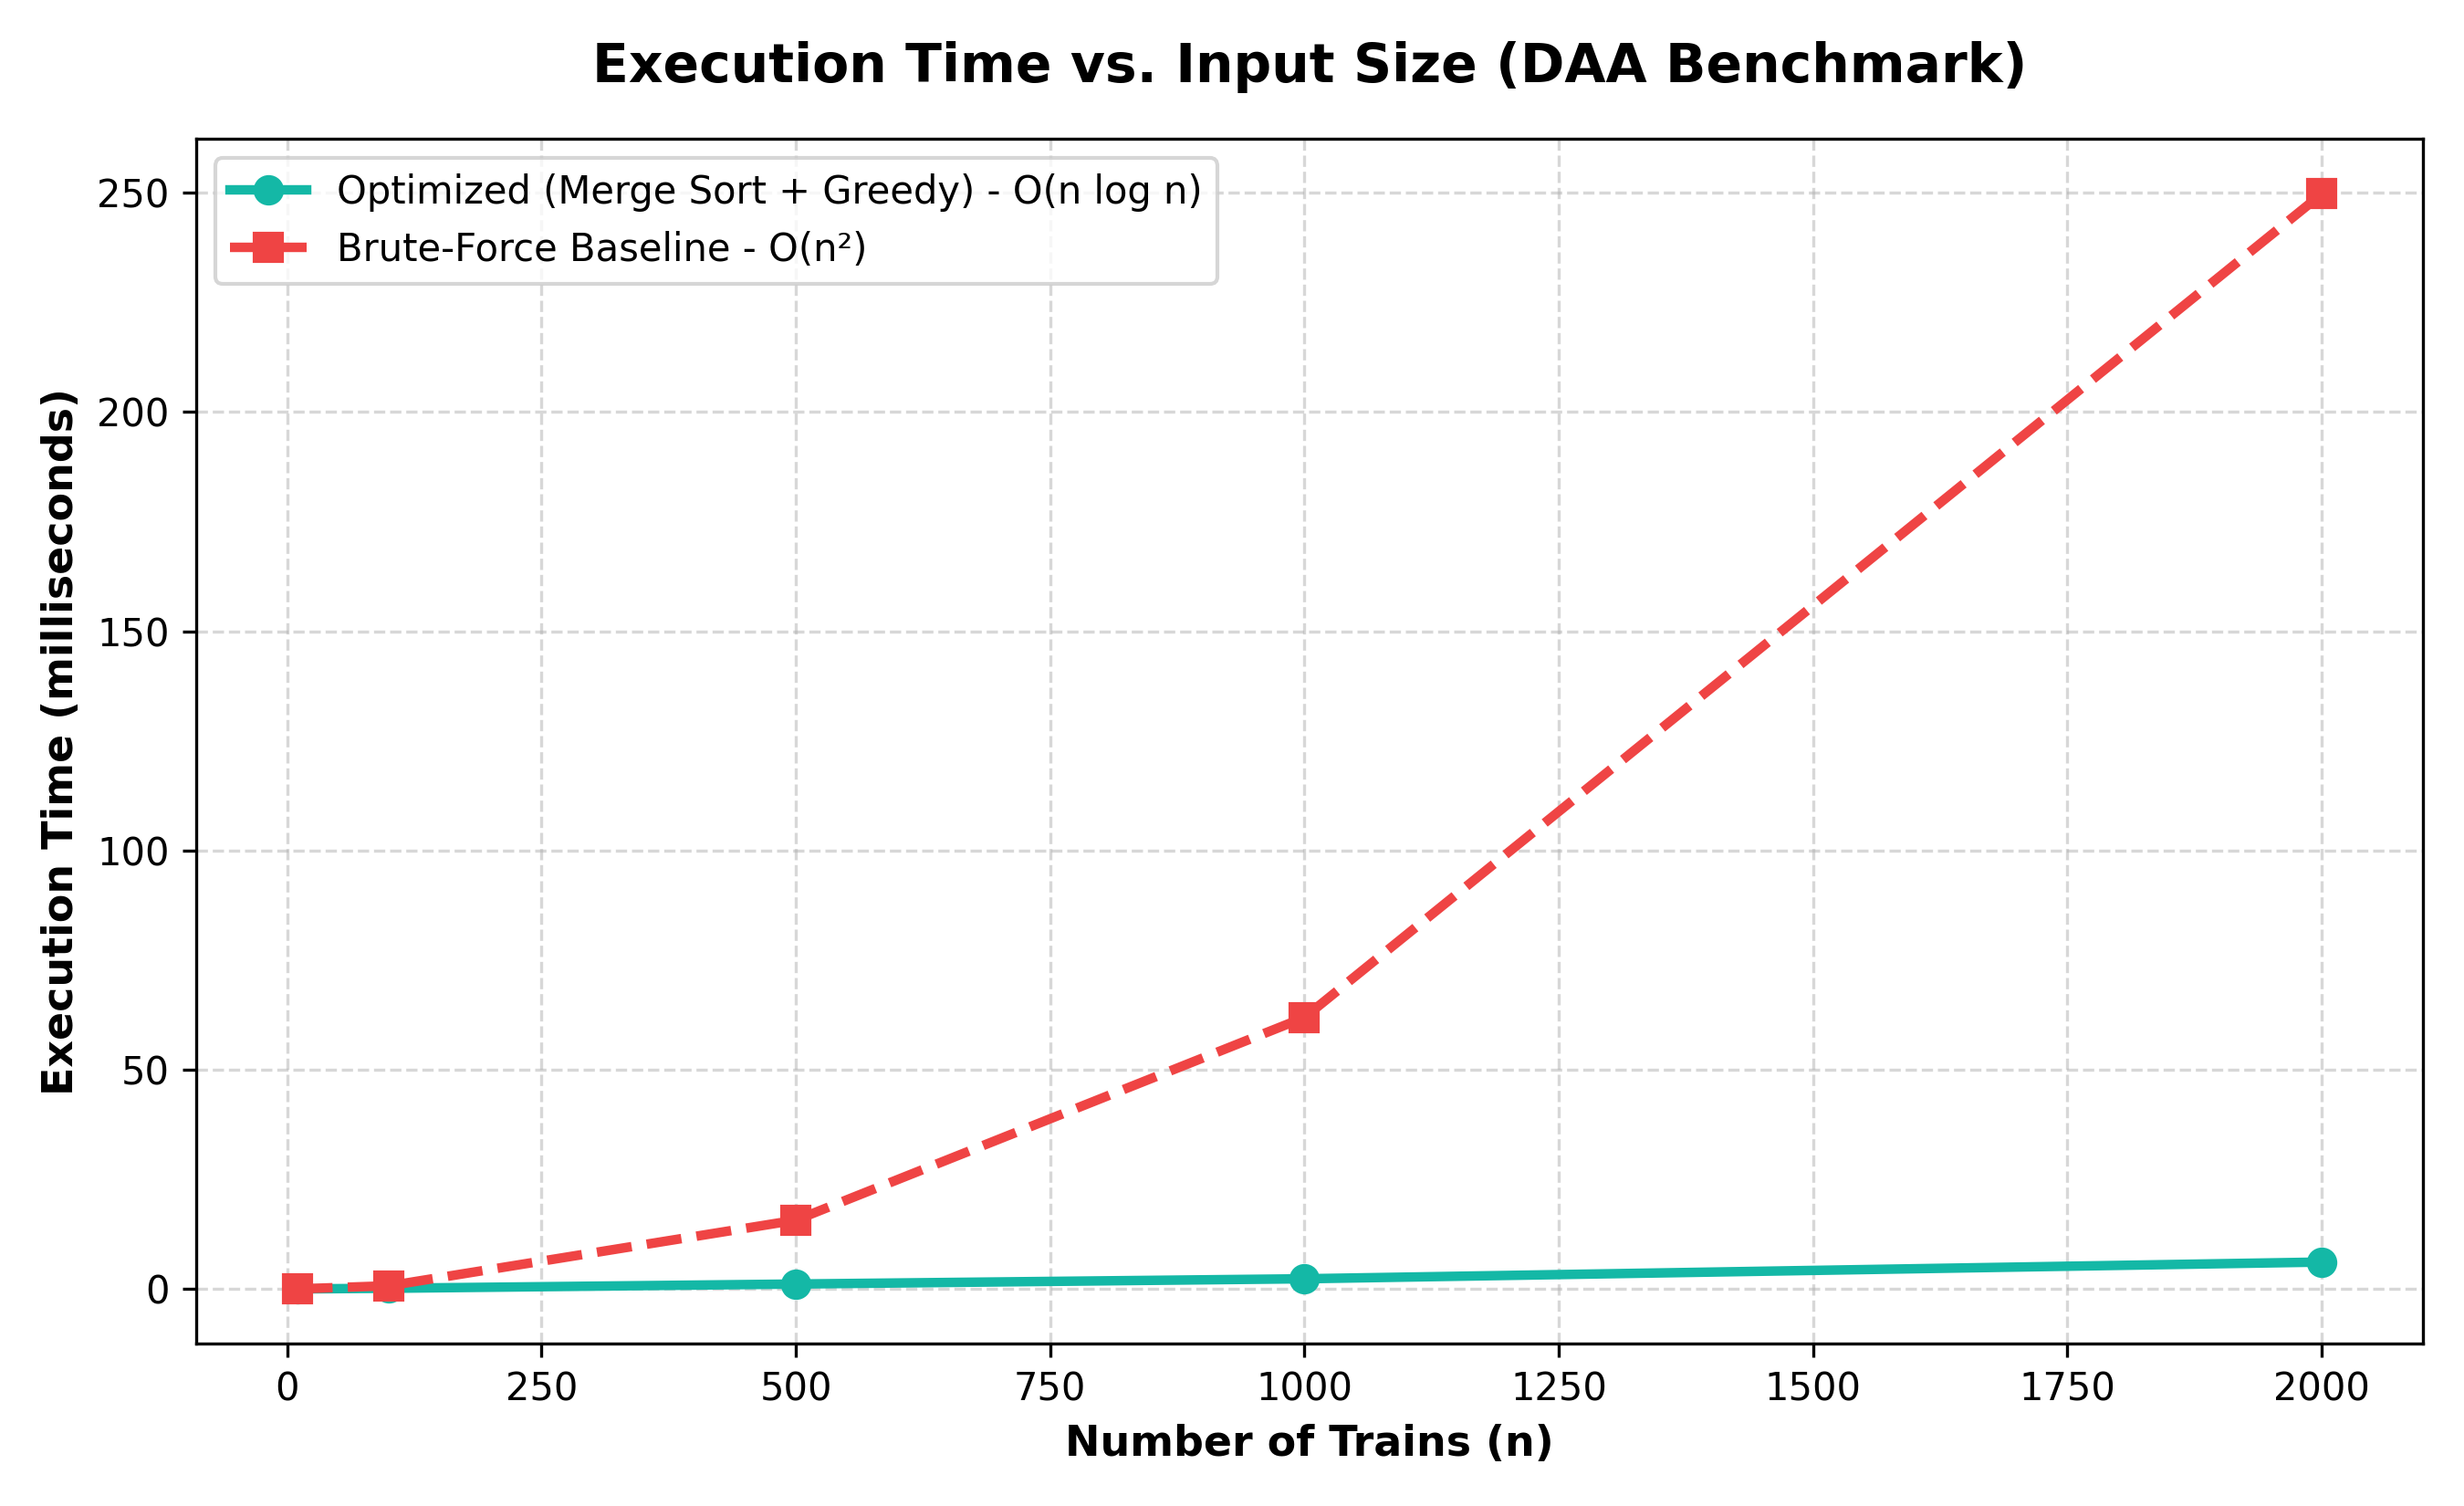 Execution Time vs. Input Size (DAA Benchmark)
Optimized (Merge Sort + Greedy) - O(n log n)
Brute-Force Baseline - O(n²)
Execution Time (milliseconds)
250
200
150
100
50
0
0 250 500 750 1000 1250 1500 1750 2000
Number of Trains (n)